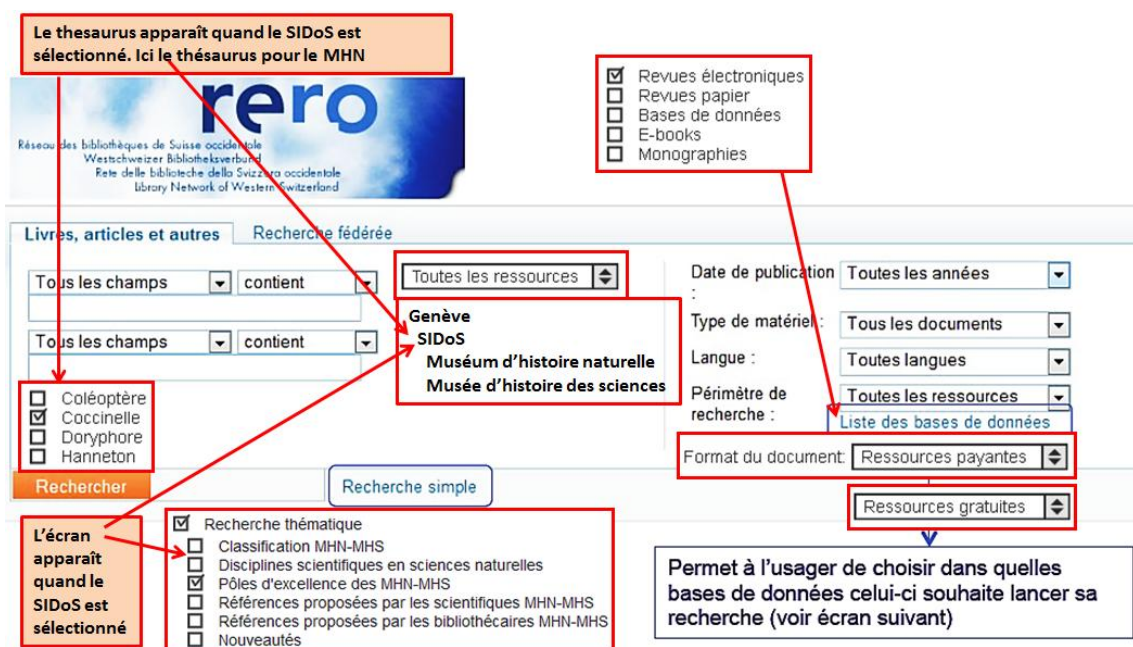 Le thesaurus apparaît quand le SIDoS est
sélectionné. Ici le thésaurus pour le MHN
rero
Réseau des bibliothèques de Suisse occidentale
Westschweizer Bibliotheksverbund
Rete delle biblioteche della Svizzera occidentale
Library Network of Western Switzerland
Revues électroniques
Revues papier
Bases de données
E-books
Monographies
Livres, articles et autres
Recherche fédérée
Tous les champs
contient
Toutes les ressources
Tous les champs
contient
Genève
SIDoS
Muséum d'histoire naturelle
Musée d'histoire des sciences
Date de publication
:
Toutes les années
Type de matériel :
Tous les documents
Langue :
Toutes langues
Périmètre de
recherche :
Toutes les ressources
Liste des bases de données
Format du document:
Ressources payantes
Ressources gratuites
Coléoptère
Coccinelle
Doryphore
Hanneton
Rechercher
Recherche simple
L'écran
apparaît
quand le
SIDoS est
sélectionné
Recherche thématique
Classification MHN-MHS
Disciplines scientifiques en sciences naturelles
Pôles d'excellence des MHN-MHS
Références proposées par les scientifiques MHN-MHS
Références proposées par les bibliothécaires MHN-MHS
Nouveautés
Permet à l'usager de choisir dans quelles
bases de données celui-ci souhaite lancer sa
recherche (voir écran suivant)